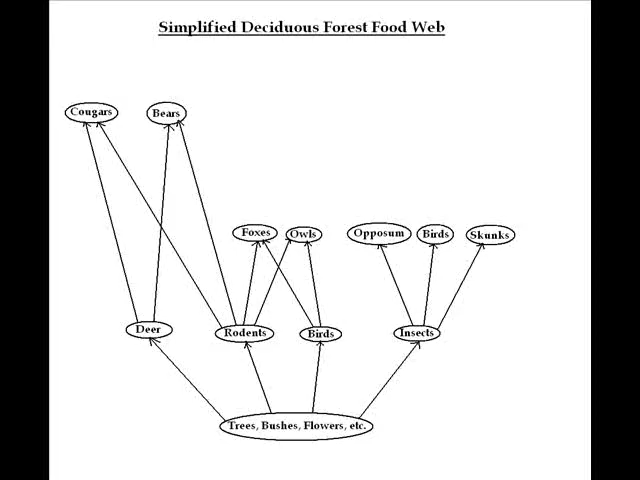 Simplified Deciduous Forest Food Web
Cougars
Bears
Foxes
Owls
Opposum
Birds
Skunks
Deer
Rodents
Birds
Insects
Trees, Bushes, Flowers, etc.